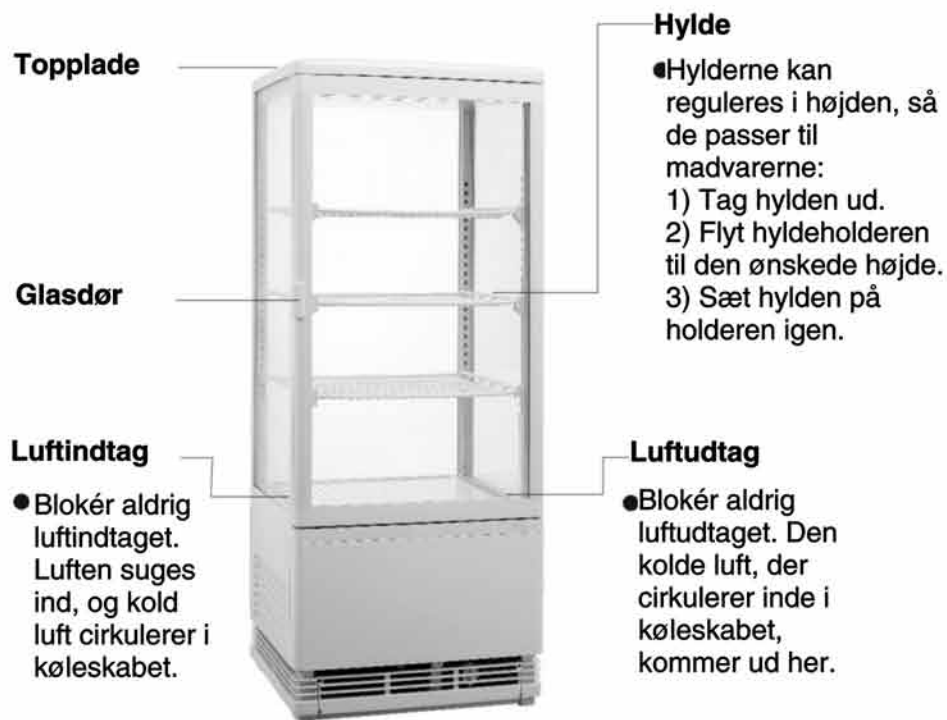 Topplade
Glasdør
Luftindtag
● Blokér aldrig
luftindtaget.
Luften suges
ind, og kold
luft cirkulerer i
køleskabet.
Hylde
●Hylderne kan
reguleres i højden, så
de passer til
madvarerne:
1) Tag hylden ud.
2) Flyt hyldeholderen
til den ønskede højde.
3) Sæt hylden på
holderen igen.
Luftudtag
●Blokér aldrig
luftudtaget. Den
kolde luft, der
cirkulerer inde i
køleskabet,
kommer ud her.